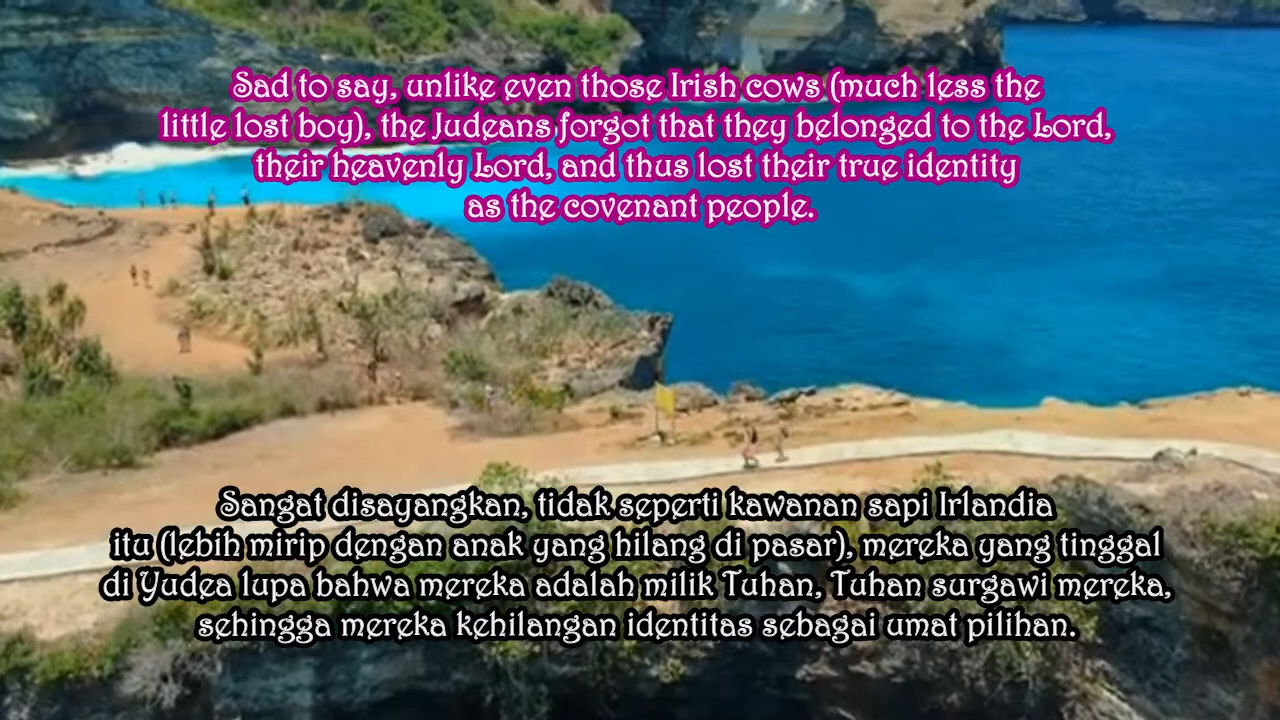 Sad to say, unlike even those Irish cows (much less the
little lost boy), the Judeans forgot that they belonged to the Lord,
their heavenly Lord, and thus lost their true identity
as the covenant people.
Sangat disayangkan, tidak seperti kawanan sapi Irlandia
itu (lebih mirip dengan anak yang hilang di pasar), mereka yang tinggal
di Yudea lupa bahwa mereka adalah milik Tuhan, Tuhan surgawi mereka,
sehingga mereka kehilangan identitas sebagai umat pilihan.